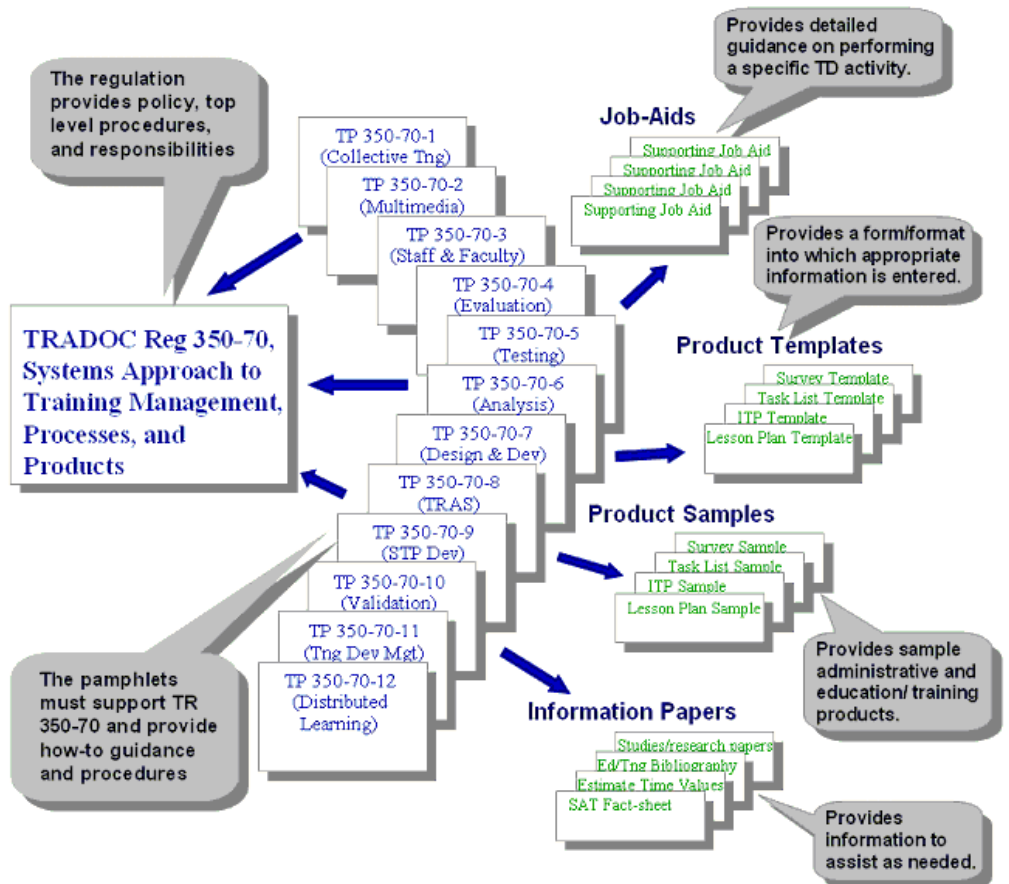 The regulation
provides policy, top
level procedures,
and responsibilities
TRADOC Reg 350-70,
Systems Approach to
Training Management,
Processes, and
Products
The pamphlets
must support TR
350-70 and provide
how-to guidance
and procedures
TP 350-70-1
(Collective Tng)
TP 350-70-2
(Multimedia)
TP 350-70-3
(Staff & Faculty)
TP 350-70-4
(Evaluation)
TP 350-70-5
(Testing)
TP 350-70-6
(Analysis)
TP 350-70-7
(Design & Dev)
TP 350-70-8
(TRAS)
TP 350-70-9
(STP Dev)
TP 350-70-10
(Validation)
TP 350-70-11
(Tng Dev Mgt)
TP 350-70-12
(Distributed
Learning)
Provides detailed
guidance on performing
a specific TD activity.
Job-Aids
Supporting Job Aid
Supporting Job Aid
Supporting Job Aid
Supporting Job Aid
Provides a form/format
into which appropriate
information is entered.
Product Templates
Survey Template
Task List Template
ITP Template
Lesson Plan Template
Product Samples
Survey Sample
Task List Sample
ITP Sample
Lesson Plan Sample
Provides sample
administrative and
education/ training
products.
Information Papers
Studies/research papers
Ed/Tng Bibliography
Estimate Time Values
SAT Fact-sheet
Provides
information to
assist as needed.